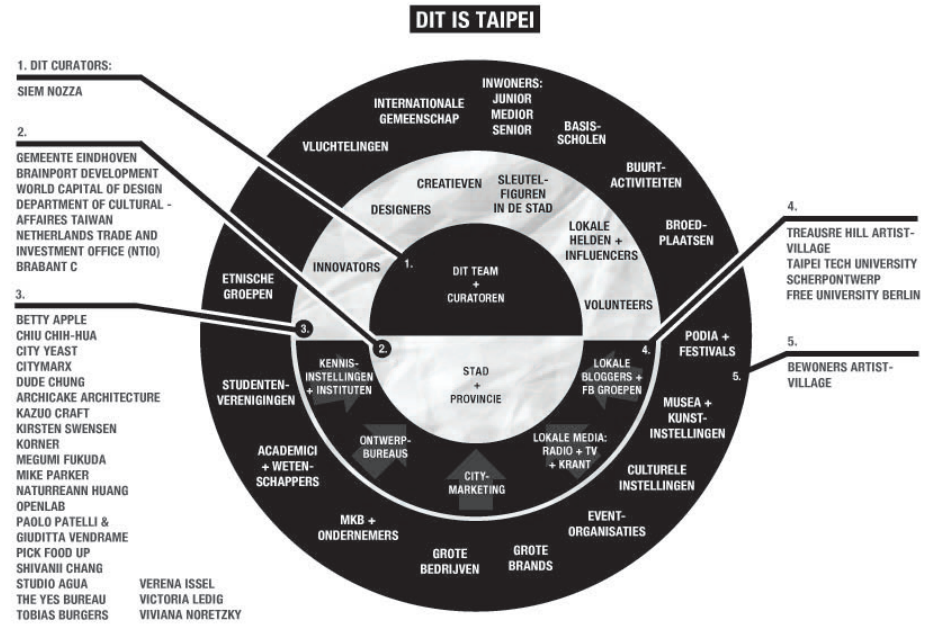 DIT IS TAIPEI
1. DIT CURATORS:
SIEM NOZZA
2.
GEMEENTE EINDHOVEN
BRAINPORT DEVELOPMENT
WORLD CAPITAL OF DESIGN
DEPARTMENT OF CULTURAL -
AFFAIRES TAIWAN
NETHERLANDS TRADE AND
INVESTMENT OFFICE (NTIO)
BRABANT C
3.
BETTY APPLE
CHIU CHIH-HUA
CITY YEAST
CITYMARX
DUDE CHUNG
ARCHICAKE ARCHITECTURE
KAZUO CRAFT
KIRSTEN SWENSEN
KORNER
MEGUMI FUKUDA
MIKE PARKER
NATURREANN HUANG
OPENLAB
PAOLO PATELLI &
GIUDITTA VENDRAME
PICK FOOD UP
SHIVANII CHANG
STUDIO AGUA
THE YES BUREAU
TOBIAS BURGERS
VERENA ISSEL
VICTORIA LEDIG
VIVIANA NORETZKY
ETNISCHE
GROEPEN
VLUCHTELINGEN
INTERNATIONALE
GEMEENSCHAP
INWONERS:
JUNIOR
MEDIOR
SENIOR
BASIS-
SCHOLEN
BUURT-
ACTIVITEITEN
BROED-
PLAATSEN
PODIA +
FESTIVALS
5.
MUSEA +
KUNST-
INSTELLINGEN
CULTURELE
INSTELLINGEN
EVENT-
ORGANISATIES
GROTE
BRANDS
GROTE
BEDRIJVEN
MKB +
ONDERNEMERS
ACADEMICI
+ WETEN-
SCHAPPERS
STUDENTEN-
VERENIGINGEN
3.
INNOVATORS
DESIGNERS
CREATIEVEN
SLEUTEL-
FIGUREN
IN DE STAD
LOKALE
HELDEN +
INFLUENCERS
VOLUNTEERS
4.
LOKALE
BLOGGERS +
FB GROEPEN
LOKALE MEDIA:
RADIO + TV
+ KRANT
CITY-
MARKETING
ONTWERP-
BUREAUS
KENNIS-
INSTELLINGEN
+ INSTITUTEN
1.
DIT TEAM
+
CURATOREN
2.
STAD
+
PROVINCIE
4.
TREAUSRE HILL ARTIST-
VILLAGE
TAIPEI TECH UNIVERSITY
SCHERPONTWERP
FREE UNIVERSITY BERLIN
5.
BEWONERS ARTIST-
VILLAGE